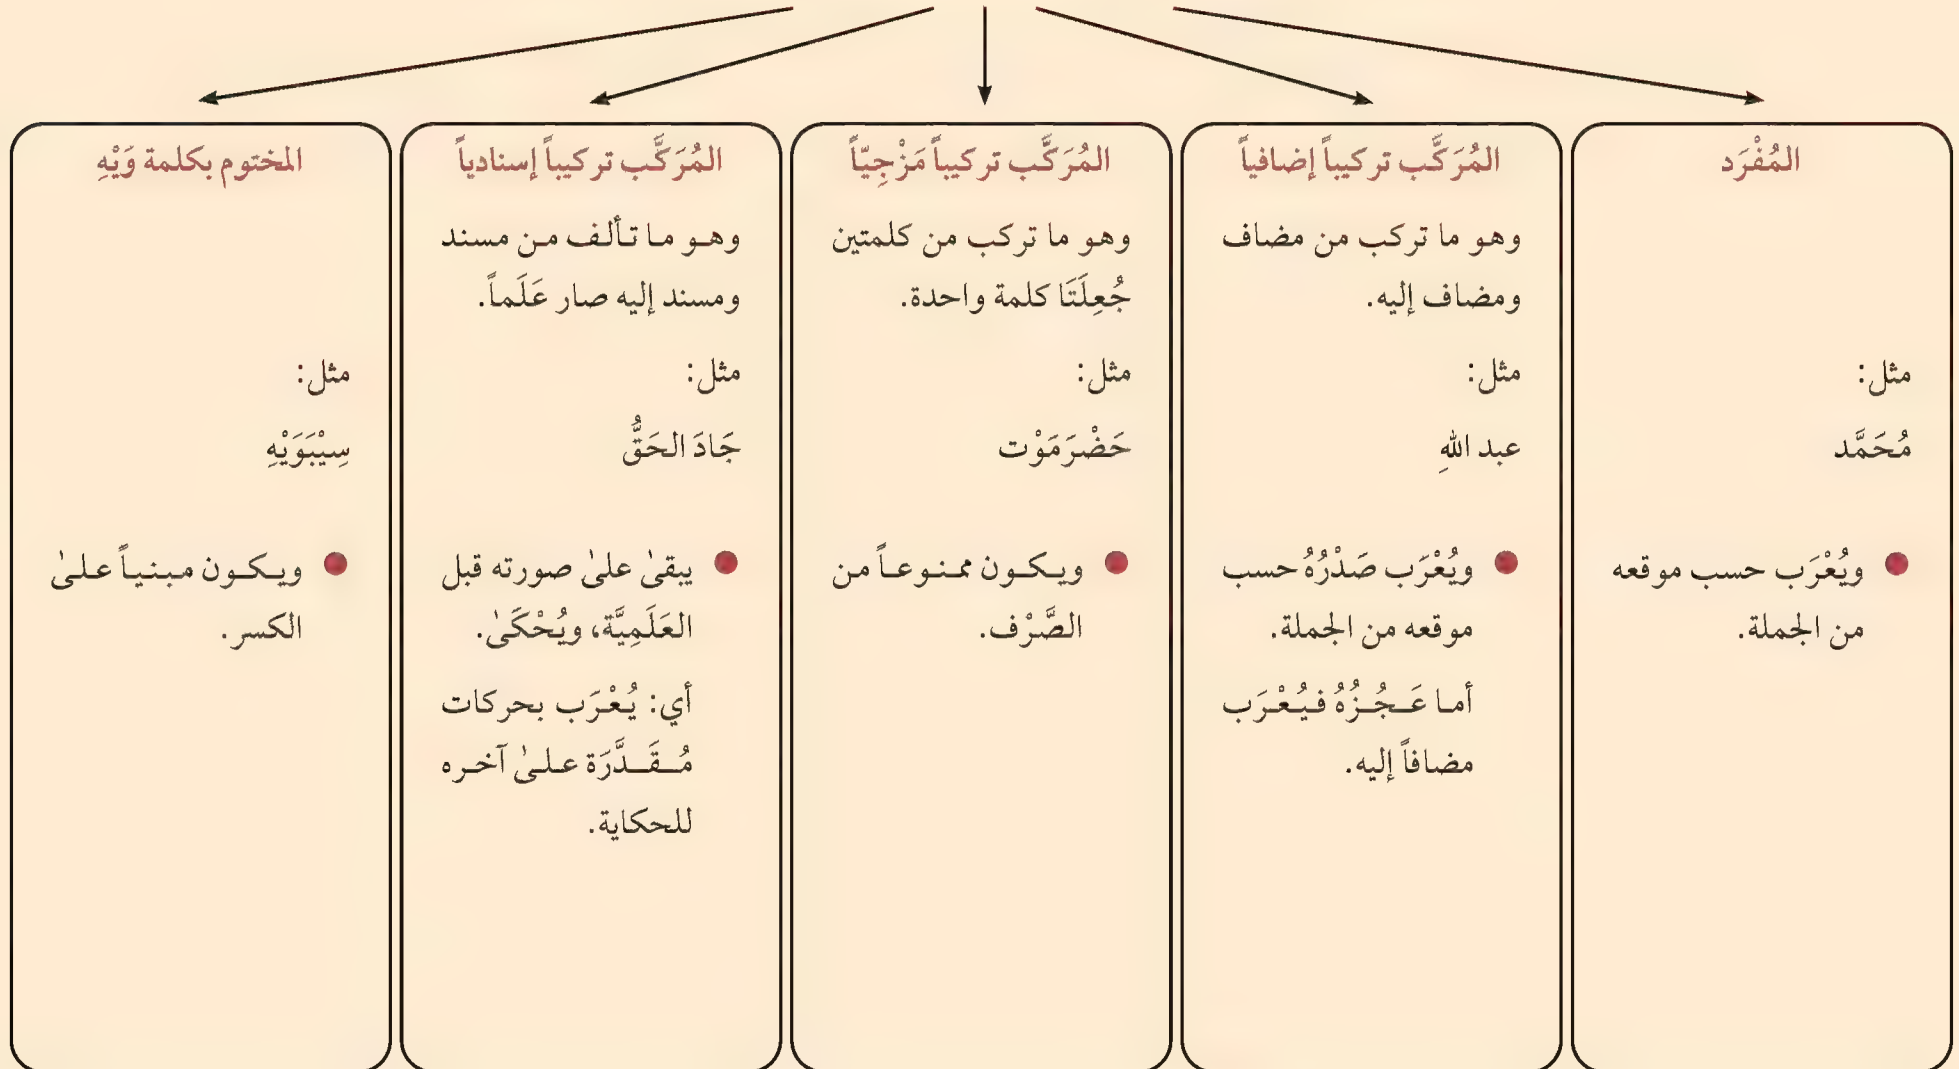 المُفْرَد
مثل:
مُحَمَّد
ويُعْرَب حسب موقعه
من الجملة.
المُرَكَّب تركيباً إضافياً
وهو ما تركب من مضاف
ومضاف إليه.
مثل:
عبد اللهِ
ويُعْرَب صَدْرُهُ حسب
موقعه من الجملة.
أما عَجُزُهُ فيُعْرَب
مضافاً إليه.
المُرَكَّب تركيباً مَزْجِيّاً
وهو ما تركب من كلمتين
جُعِلَتَا كلمة واحدة.
مثل:
حَضْرَمَوْت
ويكون ممنوعاً من
الصَّرْف.
المُرَكَّب تركيباً إسنادياً
وهو ما تألف من مسند
ومسند إليه صار عَلَماً.
مثل:
جَادَ الحَقُّ
يبقىٰ علىٰ صورته قبل
العَلَمِيَّة، ويُحْكَىٰ.
أي: يُعْرَب بحركات
مُقَدَّرَة علىٰ آخره
للحكاية.
المختوم بكلمة وَيْهِ
مثل:
سِيْبَوَيْهِ
ويكون مبنياً علىٰ
الكسر.